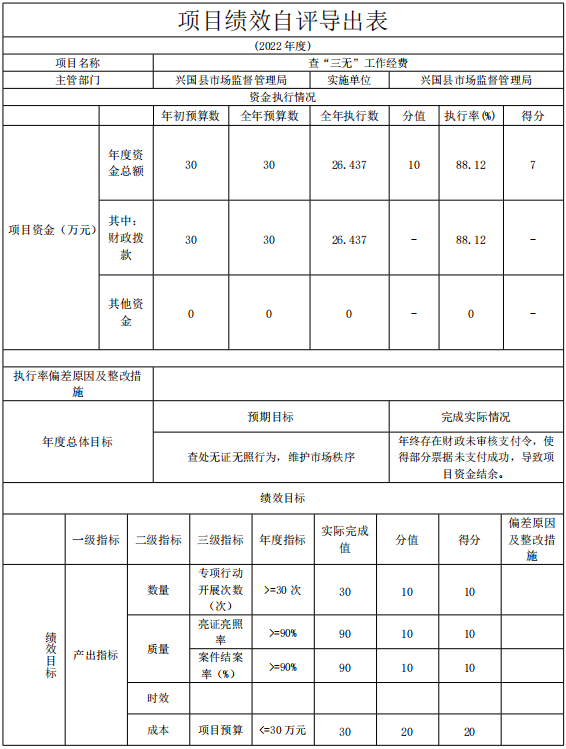 项目绩效自评导出表
(2022年度)
项目名称 查“三无”工作经费
主管部门 兴国县市场监督管理局 实施单位 兴国县市场监督管理局
资金执行情况
年初预算数 全年预算数 全年执行数 分值 执行率(%) 得分
项目资金（万元）
年度资
金总额
30 30 26.437 10 88.12 7
其中:
财政拨
款
30 30 26.437 - 88.12 -
其他资
金
0 0 0 - 0 -
执行率偏差原因及整改措
施
年度总体目标
预期目标 完成实际情况
查处无证无照行为，维护市场秩序
年终存在财政未审核支付令，使
得部分票据未支付成功，导致项
目资金结余。
绩效目标
一级指标 二级指标 三级指标 年度指标
实际完成
值
分值 得分
偏差原因
及整改措
施
绩效目标
产出指标
数量
专项行动
开展次数
（次）
>=30次 30 10 10
质量
亮证亮照
率
>=90% 90 10 10
案件结案
率（%）
>=90% 90 10 10
时效
成本 项目预算 <=30万元 30 20 20